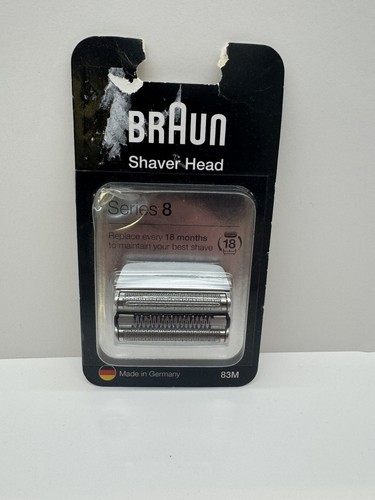 BRAUN
Shaver Head
Series 8
Replace every 18 months
to maintain your best shave
18
Made in Germany
83M